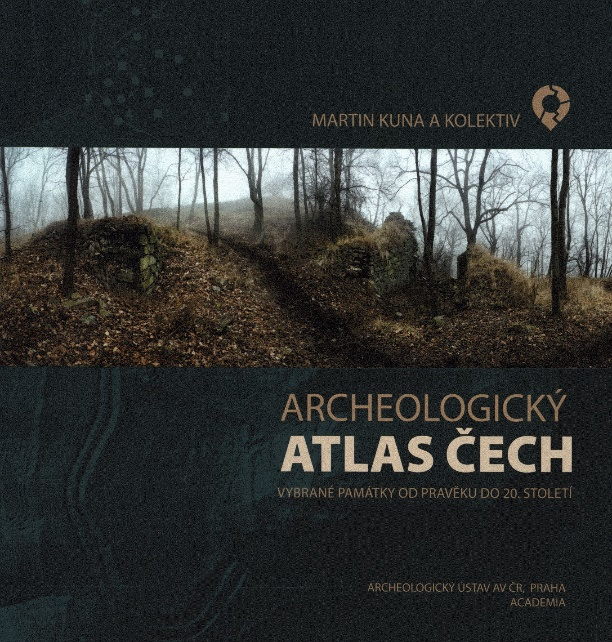 MARTIN KUNA A KOLEKTIV
ARCHEOLOGICKÝ
ATLAS ČECH
VYBRANÉ PAMÁTKY OD PRAVĚKU DO 20. STOLETÍ
ARCHEOLOGICKÝ ÚSTAV AV ČR, PRAHA
ACADEMIA